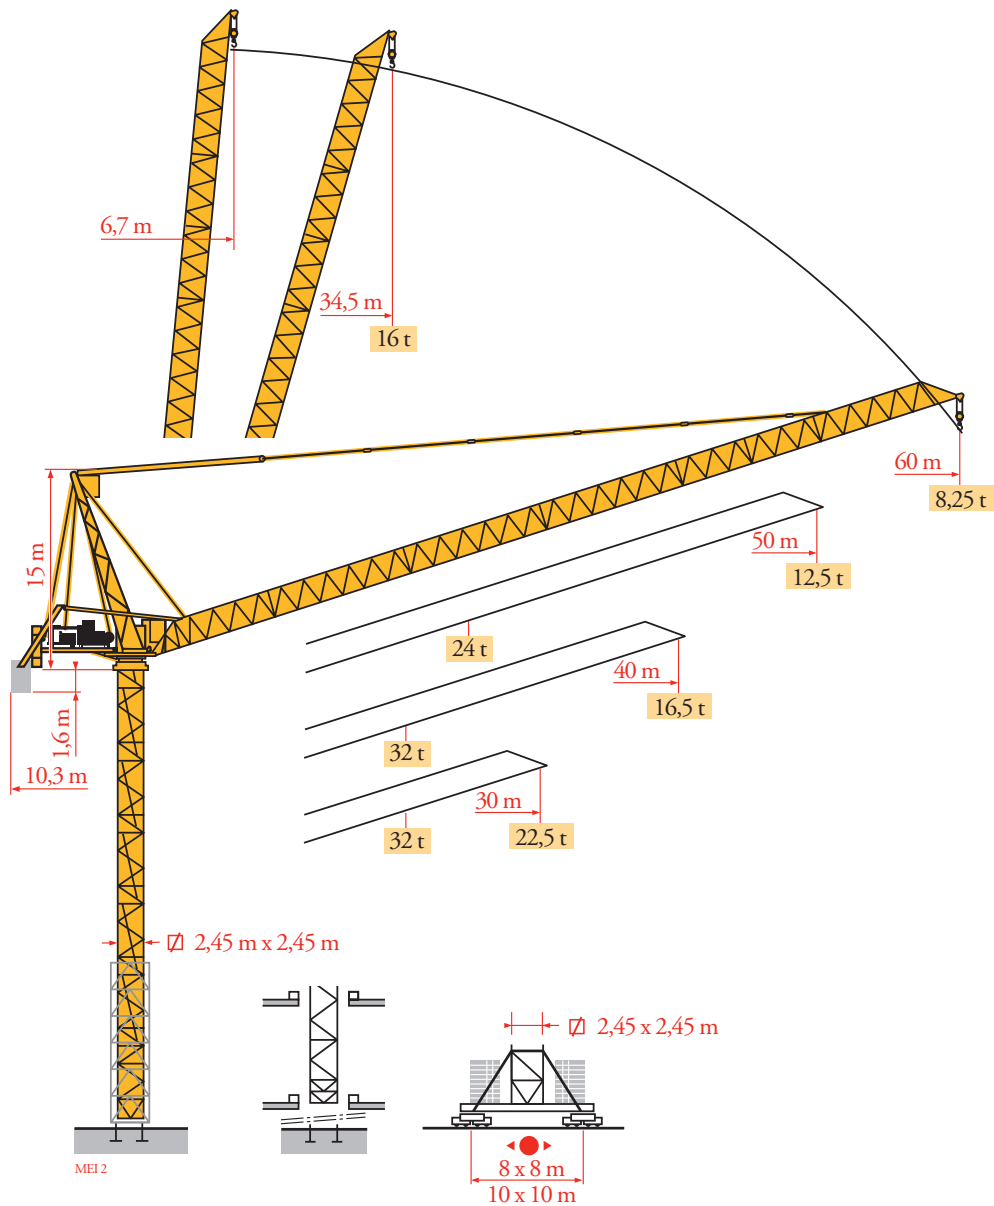 6,7 m
34,5 m
16 t
60 m
8,25 t
15 m
50 m
12,5 t
24 t
40 m
16,5 t
1,6 m
32 t
10,3 m
30 m
32 t
22,5 t
2,45 m x 2,45 m
2,45 x 2,45 m
8 x 8 m
10 x 10 m
MEI 2